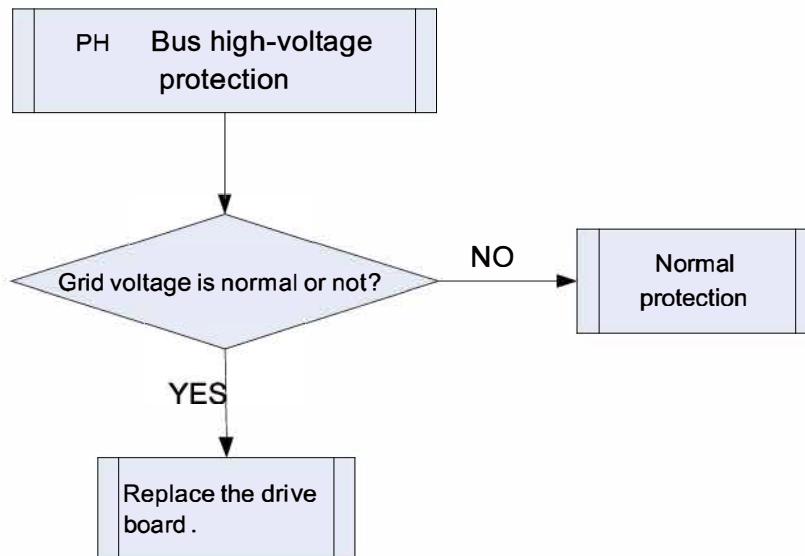 PH Bus high-voltage
protection
Grid voltage is normal or not?
NO
Normal
protection
YES
Replace the drive
board .